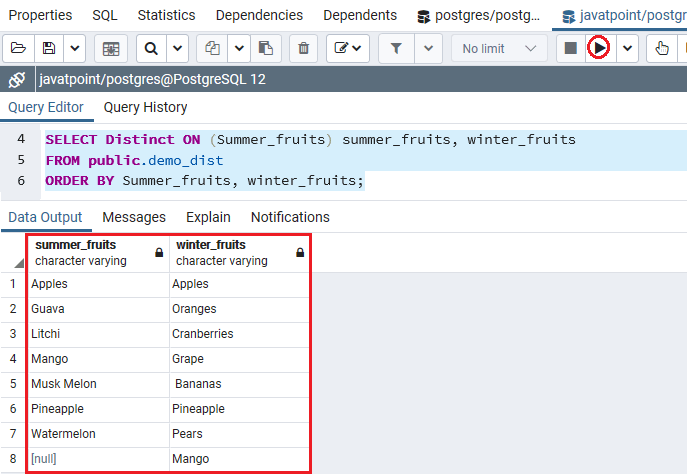 Properties SQL Statistics Dependencies Dependents postgres/postg... javatpoint/postgr
No limit
javatpoint/postgres@PostgreSQL 12
Query Editor Query History
4 SELECT Distinct ON (Summer_fruits) summer_fruits, winter_fruits
5 FROM public.demo_dist
6 ORDER BY Summer_fruits, winter_fruits;
Data Output Messages Explain Notifications
summer_fruits winter_fruits
character varying character varying
1 Apples Apples
2 Guava Oranges
3 Litchi Cranberries
4 Mango Grape
5 Musk Melon Bananas
6 Pineapple Pineapple
7 Watermelon Pears
8 [null] Mango